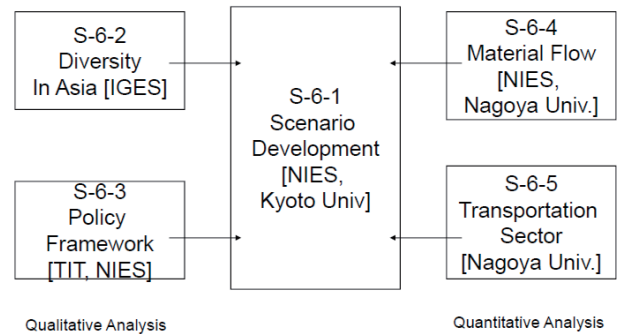 S-6-2
Diversity
In Asia [IGES]
S-6-3
Policy
Framework
[TIT, NIES]
Qualitative Analysis
S-6-1
Scenario
Development
[NIES,
Kyoto Univ]
S-6-4
Material Flow
[NIES,
Nagoya Univ.]
S-6-5
Transportation
Sector
[Nagoya Univ.]
Quantitative Analysis